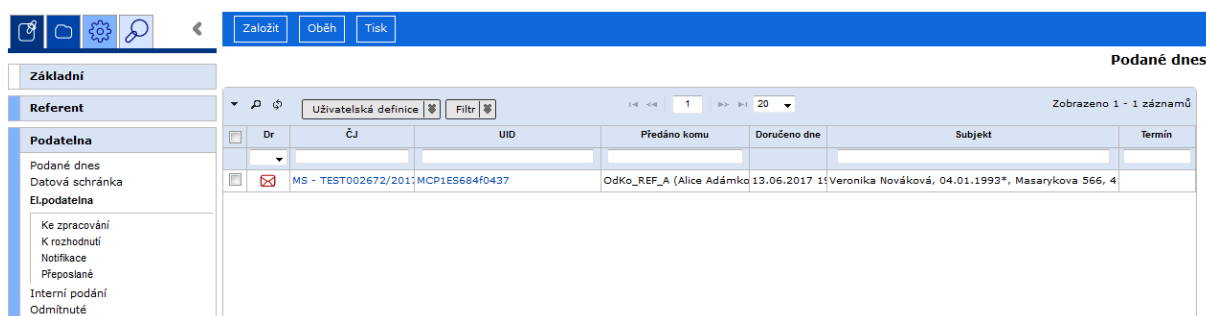 Založit Oběh Tisk
Podané dnes
Základní
Referent
Podatelna
Podané dnes
Datová schránka
El.podatelna
Ke zpracování
K rozhodnutí
Notifikace
Přeposlané
Interní podání
Odmítnuté
Uživatelská definice Filtr 1 20 Zobrazeno 1 - 1 záznamů
Dr ČJ UID Předáno komu Doručeno dne Subjekt Termín
MS - TEST002672/2017 MCP1ES684f0437 OdKo_REF_A (Alice Adámko 13.06.2017 Veronika Nováková, 04.01.1993*, Masarykova 566, 4